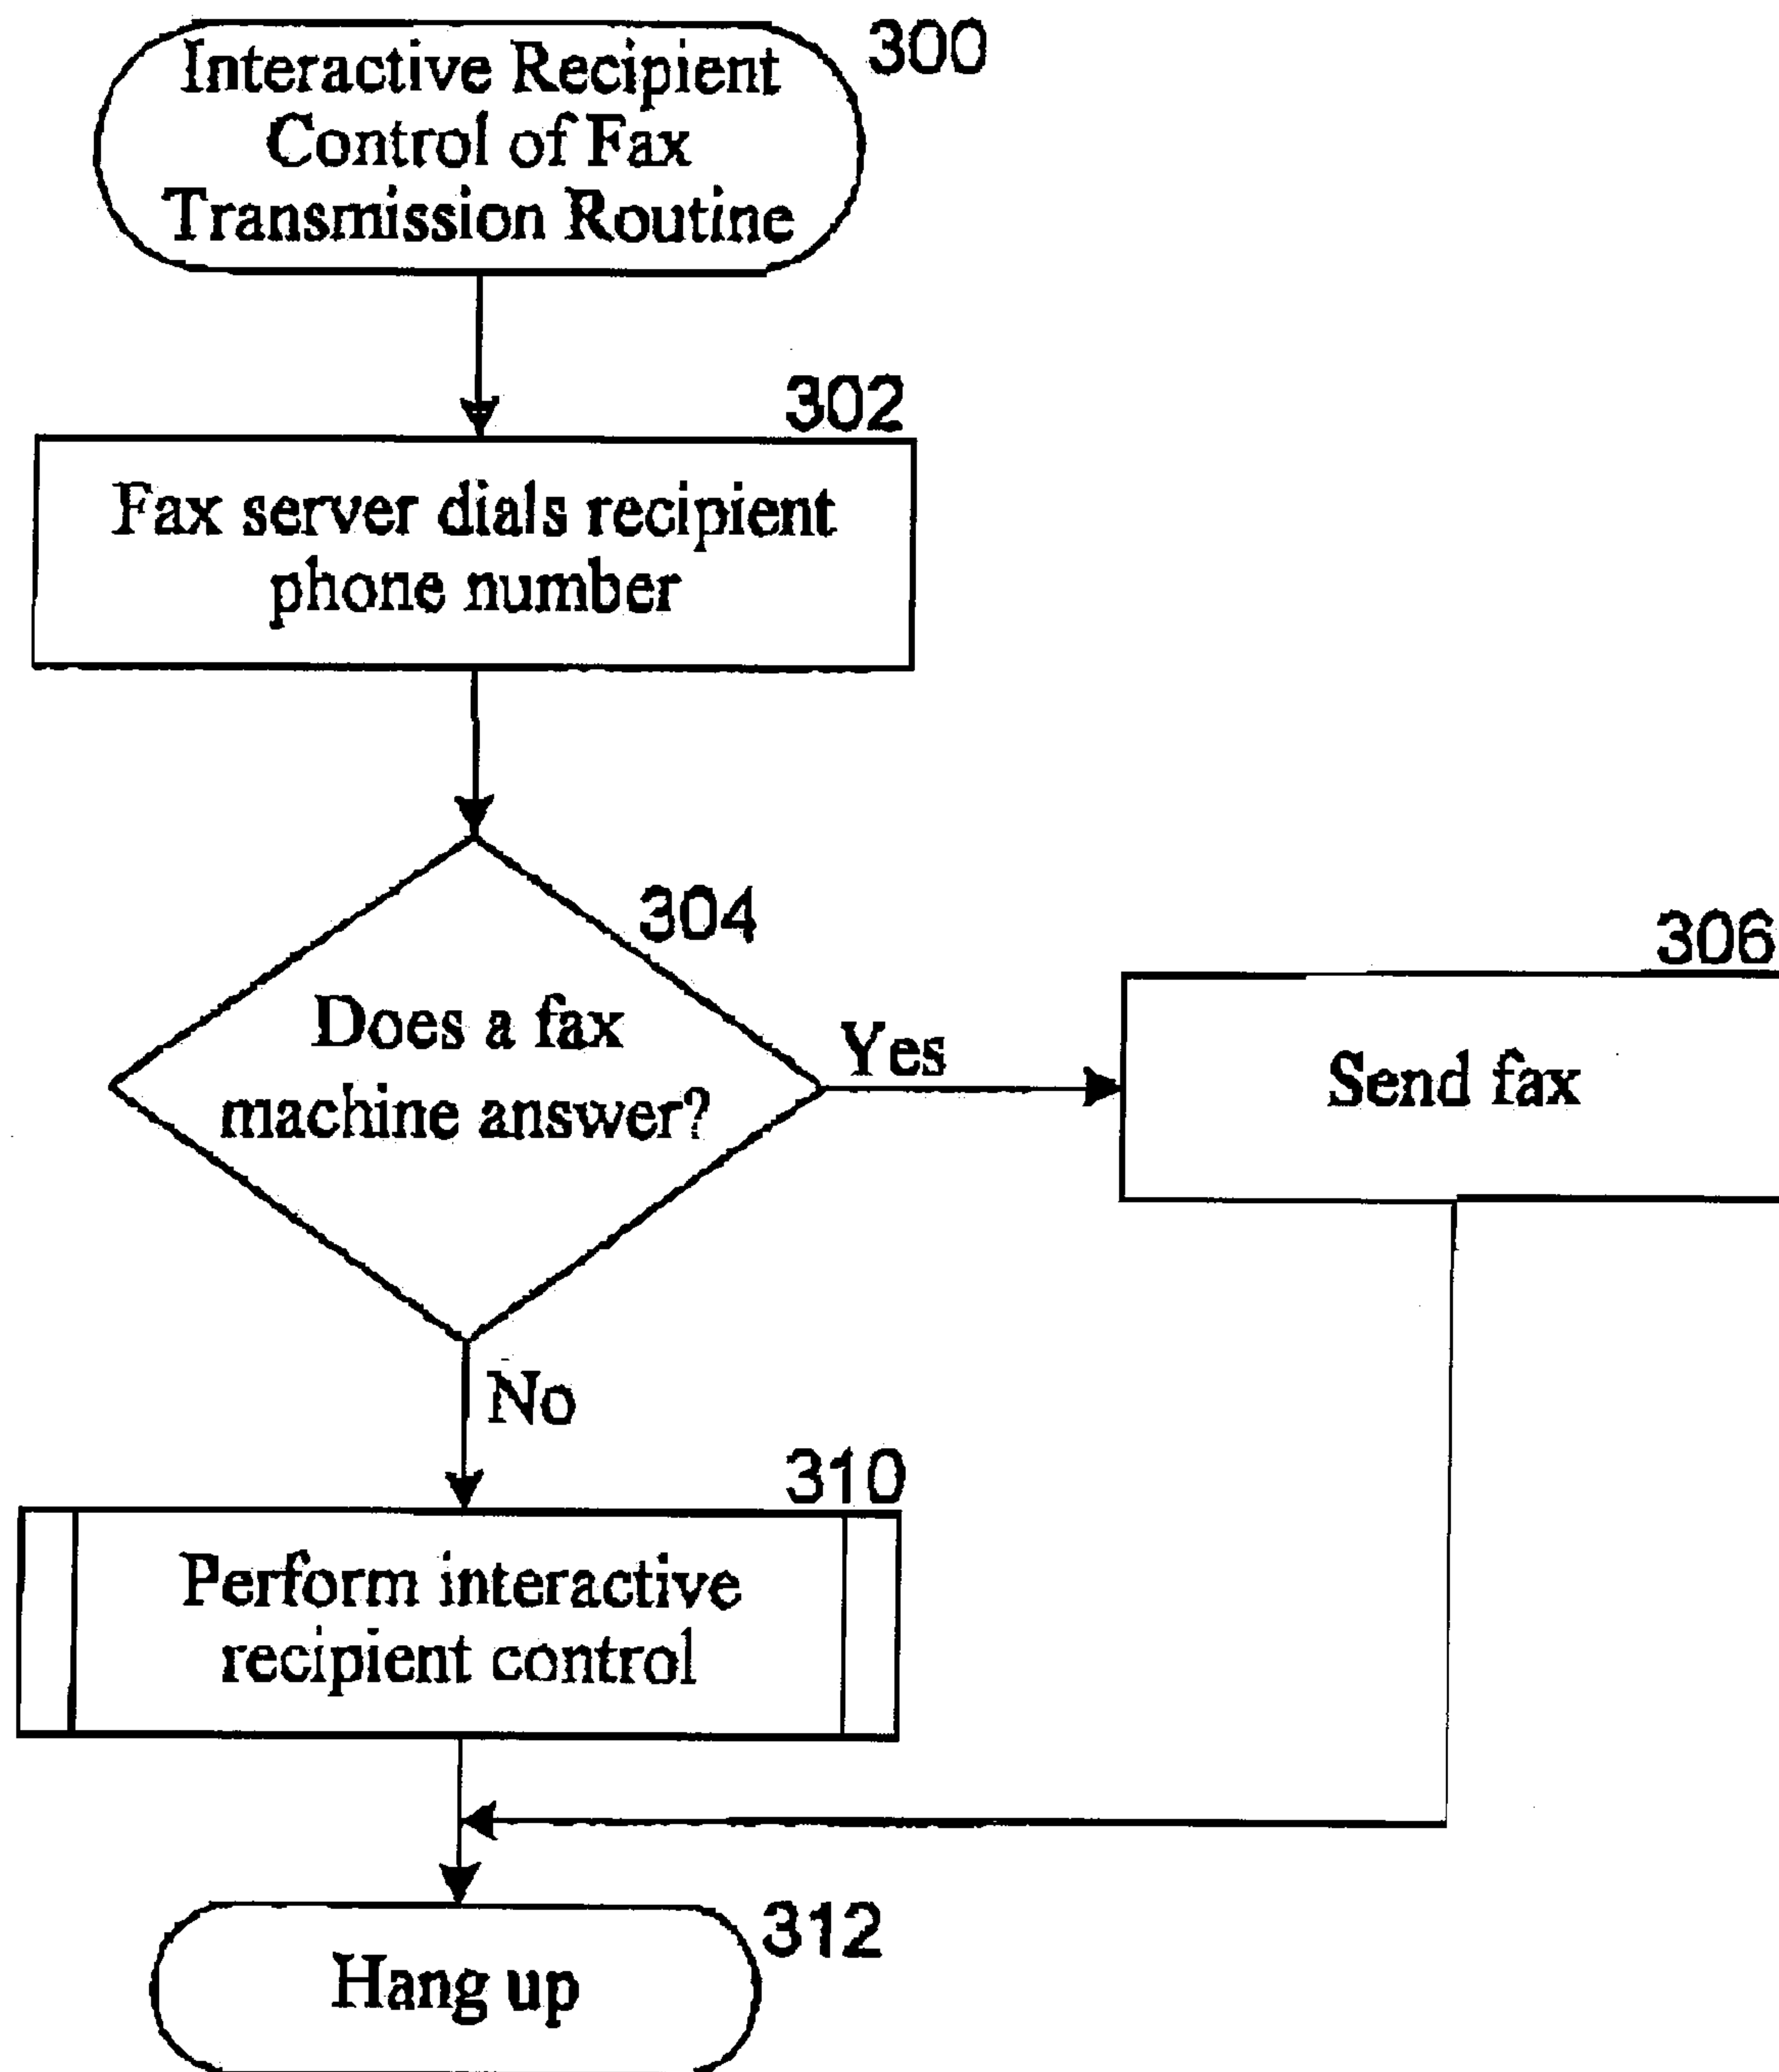 Interactive Recipient
Control of Fax
Transmission Routine
300
302
Fax server dials recipient
phone number
304
Does a fax
machine answer?
Yes
306
Send fax
No
310
Perform interactive
recipient control
312
Hang up